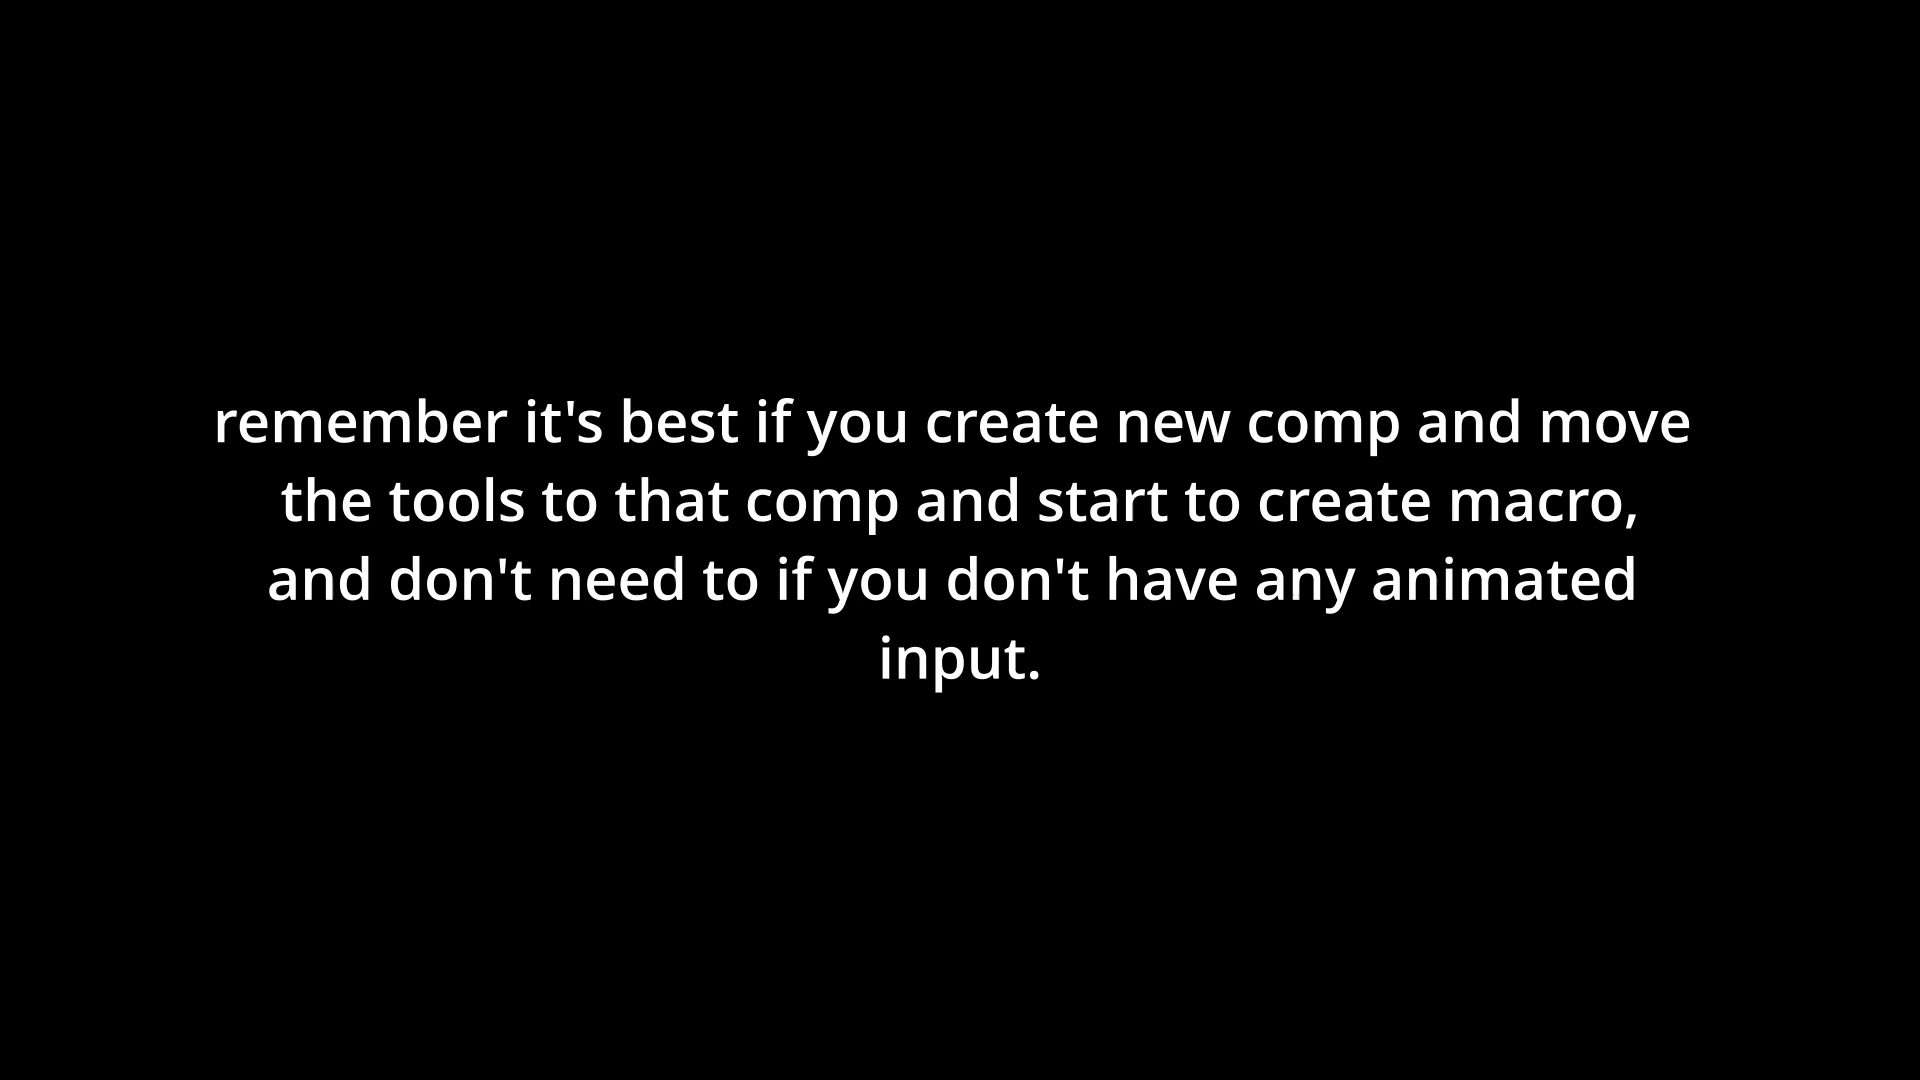 remember it's best if you create new comp and move
the tools to that comp and start to create macro,
and don't need to if you don't have any animated
input.